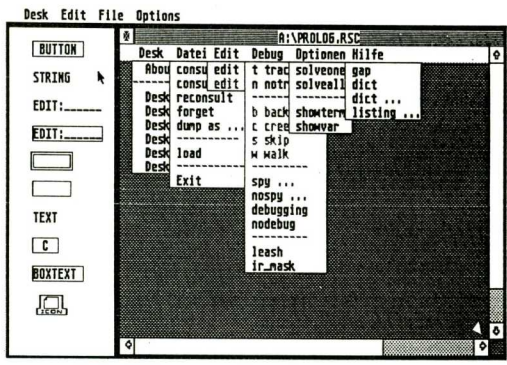 Desk Edit File Options
A:\PROLOG.RSC
Desk Datei Edit Debug Optionen Hilfe
BUTTON
STRING
EDIT:______
EDIT:______
TEXT
C
BOXTEXT
ICON
Abou
Desk
Desk
Desk
Desk
Desk
consu
consu
reconsult
forget
dump as ...
load
Exit
edit
edit
t trac
n notr
b back
c cree
s skip
w walk
spy ...
nospy ...
debugging
nodebug
leash
ir_mask
solveone
solveall
showterm
showvar
gap
dict
dict ...
listing ...